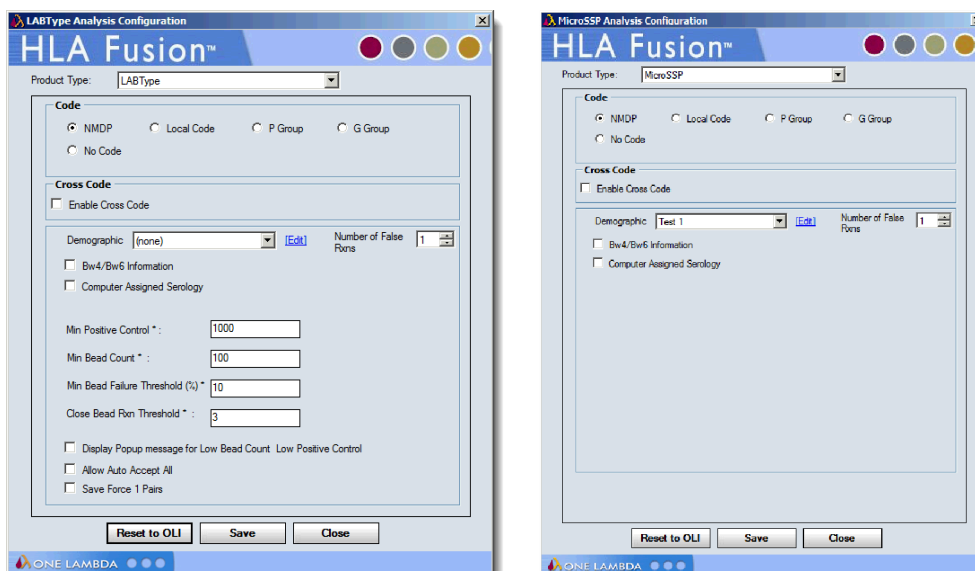 LABType Analysis Configuration
HLA Fusion™
Product Type: LABType
Code
NMDP Local Code P Group G Group
No Code
Cross Code
Enable Cross Code
Demographic (none) [Edit] Number of False Rxns 1
Bw4/Bw6 Information
Computer Assigned Serology
Min Positive Control * : 1000
Min Bead Count * : 100
Min Bead Failure Threshold (%) * 10
Close Bead Rxn Threshold * : 3
Display Popup message for Low Bead Count Low Positive Control
Allow Auto Accept All
Save Force 1 Pairs
Reset to OLI Save Close
ONE LAMBDA
MicroSSP Analysis Configuration
HLA Fusion™
Product Type: MicroSSP
Code
NMDP Local Code P Group G Group
No Code
Cross Code
Enable Cross Code
Demographic Test 1 [Edit] Number of False Rxns 1
Bw4/Bw6 Information
Computer Assigned Serology
Reset to OLI Save Close
ONE LAMBDA